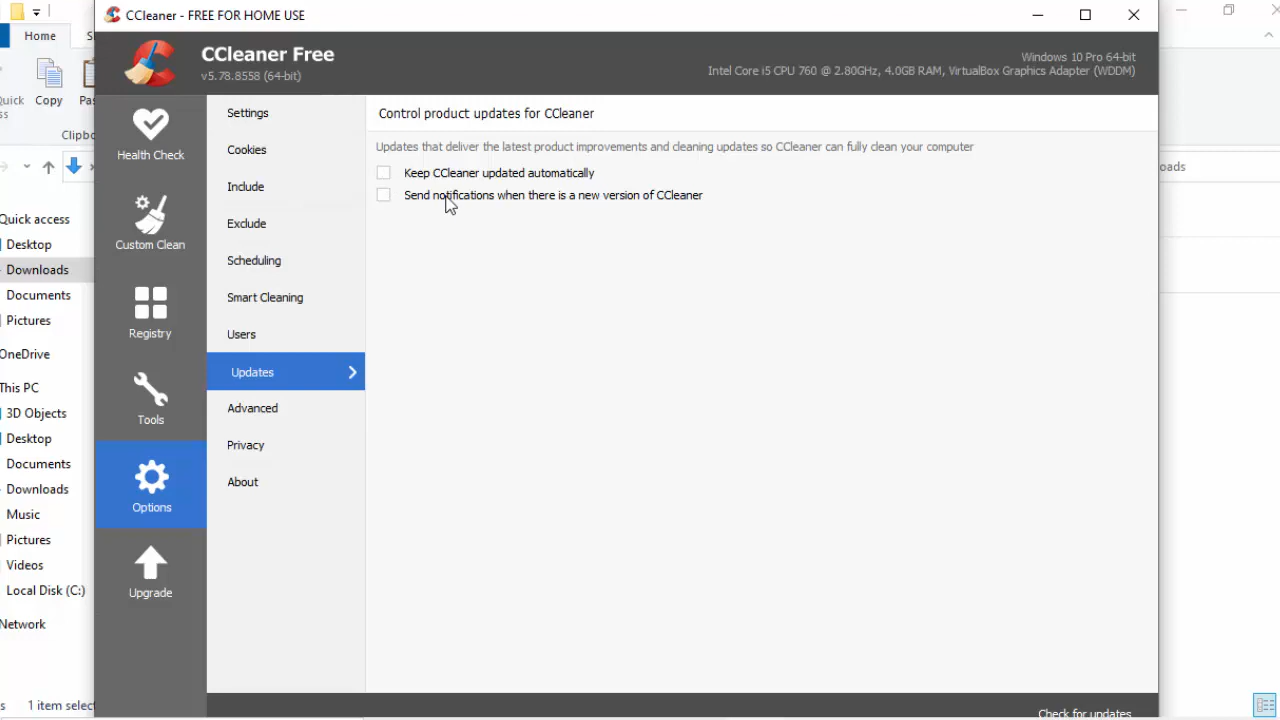 CCleaner - FREE FOR HOME USE
Home
CCleaner Free
v5.78.8558 (64-bit)
Windows 10 Pro 64-bit
Intel Core i5 CPU 760 @ 2.80GHz, 4.0GB RAM, VirtualBox Graphics Adapter (WDDM)
Copy
Health Check
Custom Clean
Registry
Tools
Options
Upgrade
Settings
Cookies
Include
Exclude
Scheduling
Smart Cleaning
Users
Updates
Advanced
Privacy
About
Control product updates for CCleaner
Updates that deliver the latest product improvements and cleaning updates so CCleaner can fully clean your computer
Keep CCleaner updated automatically
Send notifications when there is a new version of CCleaner
Quick access
Desktop
Downloads
Documents
Pictures
OneDrive
This PC
3D Objects
Desktop
Documents
Downloads
Music
Pictures
Videos
Local Disk (C:)
Network
1 item select
Check for updates